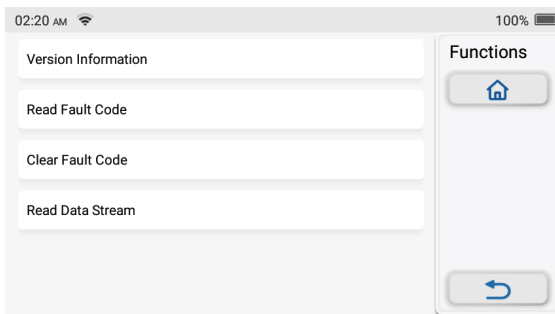 02:20 AM
100%
Version Information
Read Fault Code
Clear Fault Code
Read Data Stream
Functions